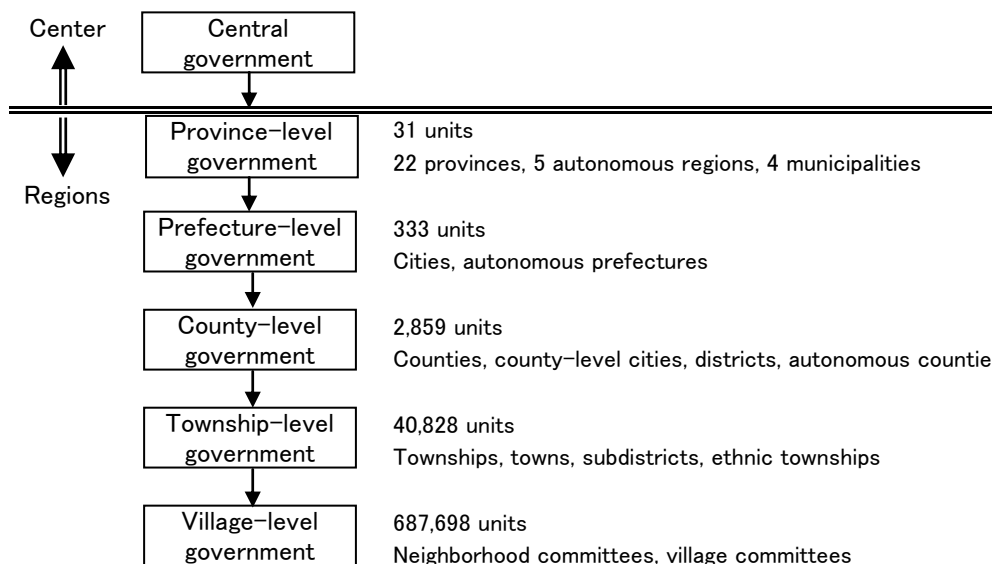 Center
Central
government
Regions
Province-level
government
31 units
22 provinces, 5 autonomous regions, 4 municipalities
Prefecture-level
government
333 units
Cities, autonomous prefectures
County-level
government
2,859 units
Counties, county-level cities, districts, autonomous countie
Township-level
government
40,828 units
Townships, towns, subdistricts, ethnic townships
Village-level
government
687,698 units
Neighborhood committees, village committees